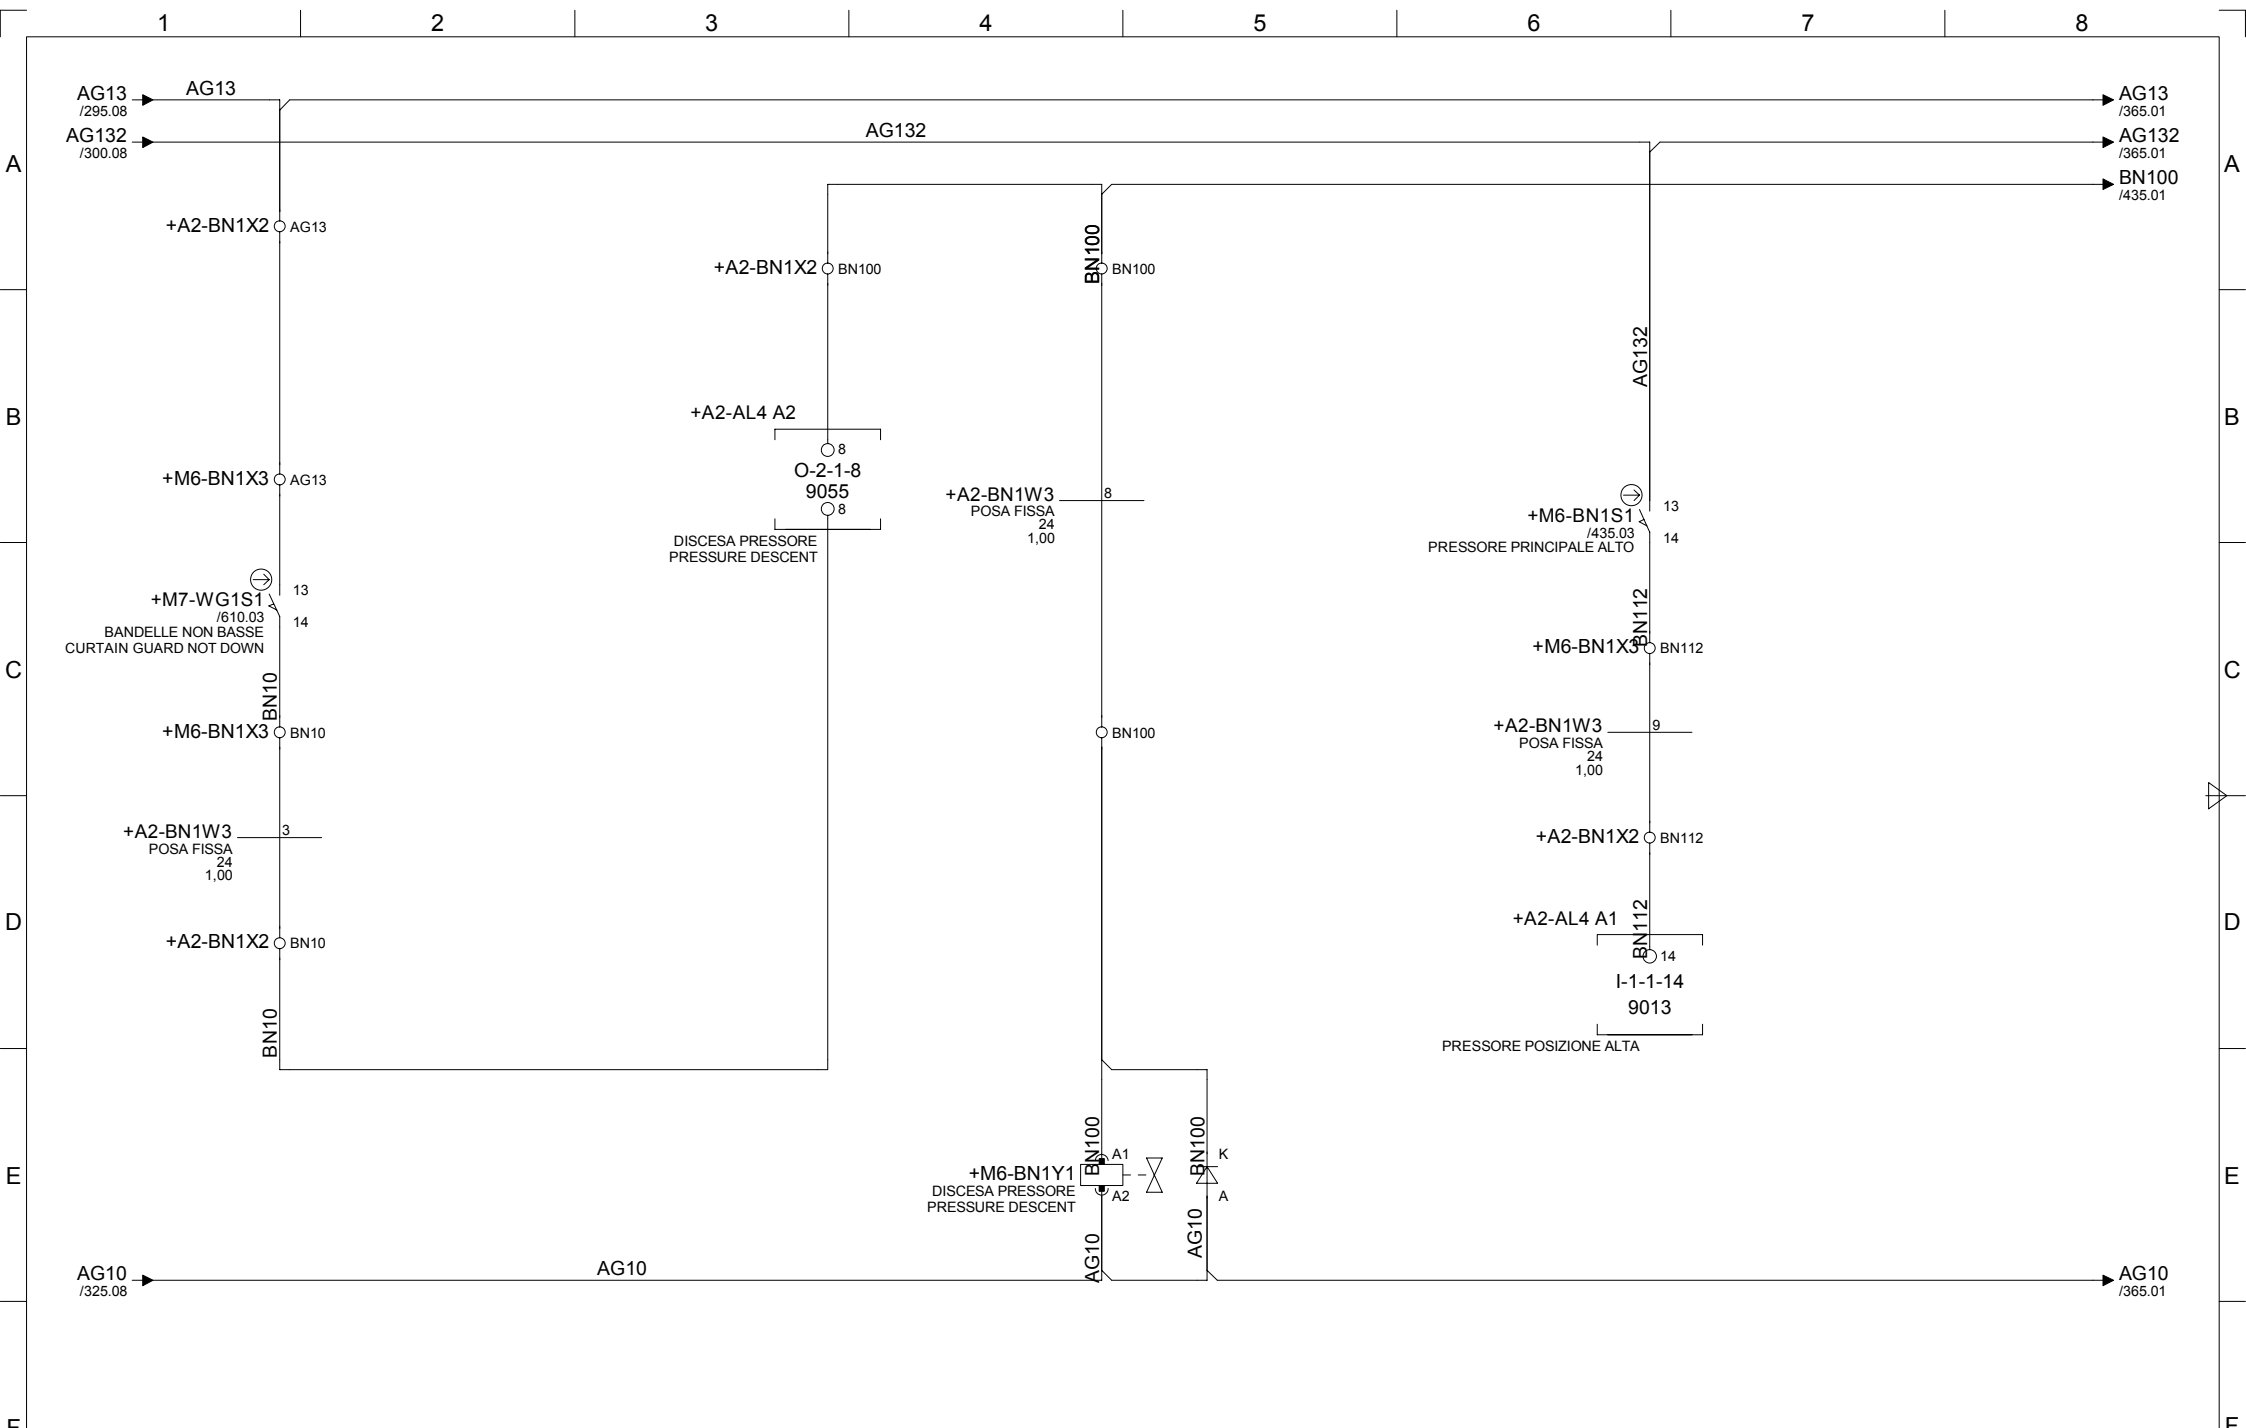 1 2 3 4 5 6 7 8
AG13 AG13 AG13
/295.08 /365.01
AG132 AG132 AG132
/300.08 /365.01
A A
BN100
/435.01
+A2-BN1X2 AG13
BN100
+A2-BN1X2 BN100 BN100
AG132
B B
+A2-AL4 A2
8
O-2-1-8
9055
8
DISCESA PRESSORE
PRESSURE DESCENT
+M6-BN1X3 AG13
+A2-BN1W3 8
POSA FISSA
24
1,00
13
+M6-BN1S1
/435.03
14
PRESSORE PRINCIPALE ALTO
13
+M7-WG1S1
/610.03
14
BANDELLE NON BASSE
CURTAIN GUARD NOT DOWN
BN112
+M6-BN1X3 BN112
C C
BN10
+M6-BN1X3 BN10
BN100
+A2-BN1W3 9
POSA FISSA
24
1,00
+A2-BN1W3 3
POSA FISSA
24
1,00
+A2-BN1X2 BN112
D D
+A2-BN1X2 BN10
BN10
+A2-AL4 A1
BN112
14
I-1-1-14
9013
PRESSORE POSIZIONE ALTA
E E
BN100 BN100
A1 K
+M6-BN1Y1
DISCESA PRESSORE
PRESSURE DESCENT
A2 A
AG10 AG10
AG10 AG10 AG10
/325.08 /365.01